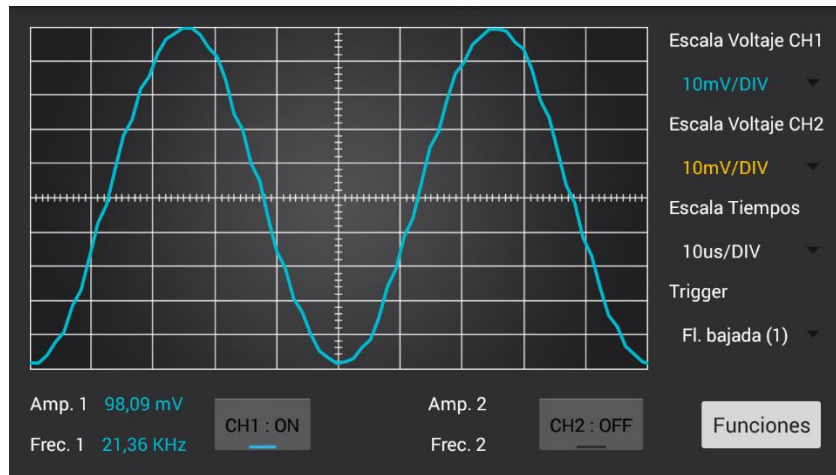 Escala Voltaje CH1
10mV/DIV
Escala Voltaje CH2
10mV/DIV
Escala Tiempos
10us/DIV
Trigger
Fl. bajada (1)
Amp. 1 98,09 mV
Frec. 1 21,36 KHz
CH1 : ON
Amp. 2
Frec. 2
CH2 : OFF
Funciones